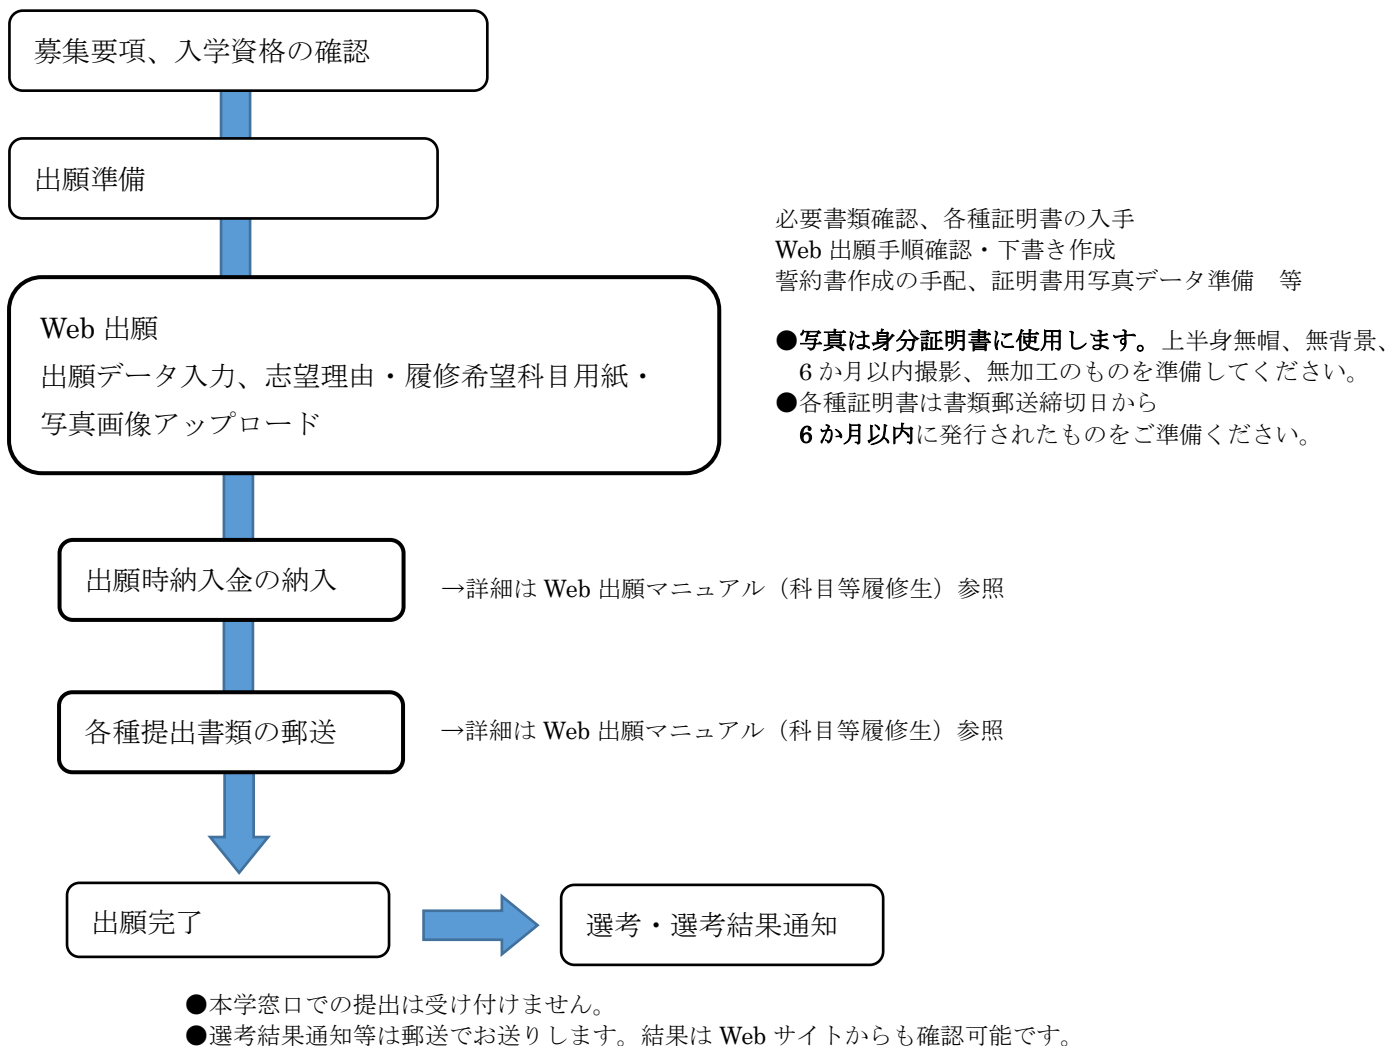 募集要項、入学資格の確認
出願準備
必要書類確認、各種証明書の入手
Web 出願手順確認・下書き作成
誓約書作成の手配、証明書用写真データ準備　等
●写真は身分証明書に使用します。上半身無帽、無背景、
6 か月以内撮影、無加工のものを準備してください。
●各種証明書は書類郵送締切日から
6 か月以内に発行されたものをご準備ください。
Web 出願
出願データ入力、志望理由・履修希望科目用紙・
写真画像アップロード
出願時納入金の納入
→詳細は Web 出願マニュアル（科目等履修生）参照
各種提出書類の郵送
→詳細は Web 出願マニュアル（科目等履修生）参照
出願完了
選考・選考結果通知
●本学窓口での提出は受け付けません。
●選考結果通知等は郵送でお送りします。結果は Web サイトからも確認可能です。